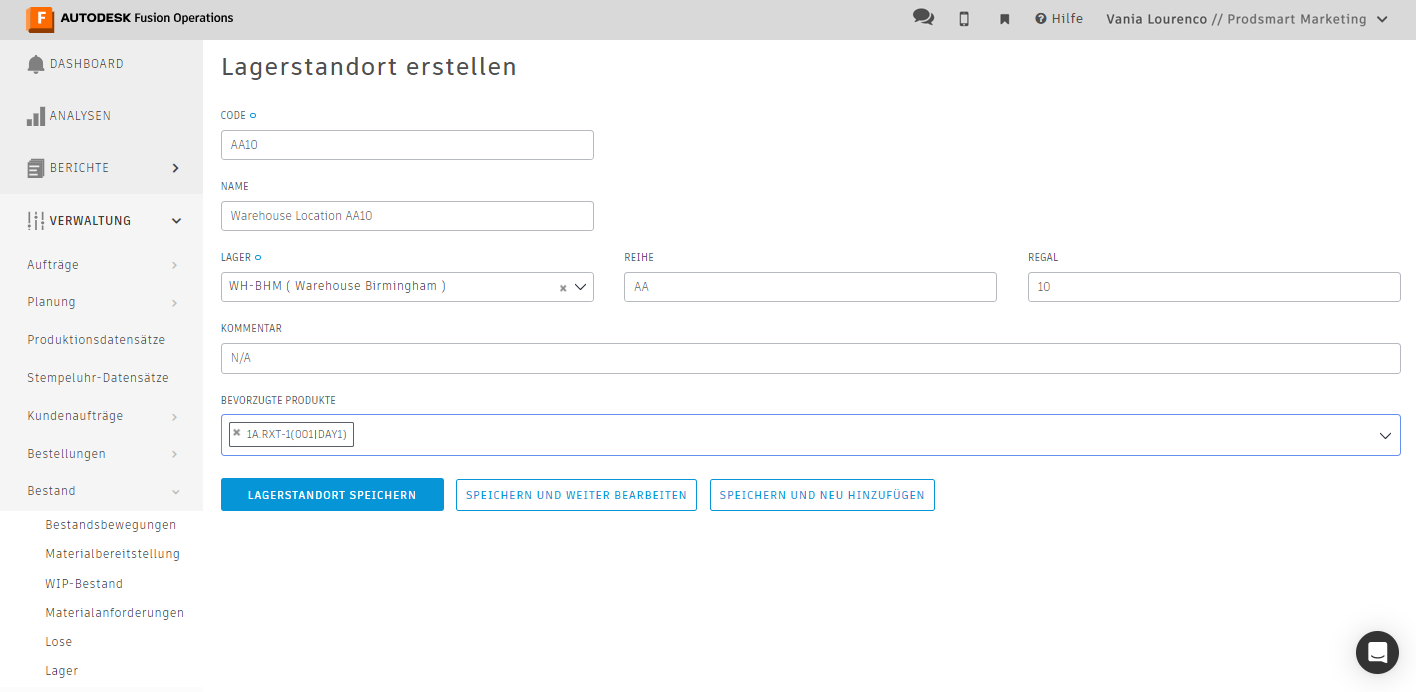 F AUTODESK Fusion Operations
Hilfe
Vania Lourenco // Prodsmart Marketing
DASHBOARD
ANALYSEN
BERICHTE
VERWALTUNG
Aufträge
Planung
Produktionsdatensätze
Stempeluhr-Datensätze
Kundenaufträge
Bestellungen
Bestand
Bestandsbewegungen
Materialbereitstellung
WIP-Bestand
Materialanforderungen
Lose
Lager
Lagerstandort erstellen
CODE
AA10
NAME
Warehouse Location AA10
LAGER
WH-BHM ( Warehouse Birmingham )
REIHE
AA
REGAL
10
KOMMENTAR
N/A
BEVORZUGTE PRODUKTE
1A.RXT-1(001|DAY1)
LAGERSTANDORT SPEICHERN
SPEICHERN UND WEITER BEARBEITEN
SPEICHERN UND NEU HINZUFÜGEN